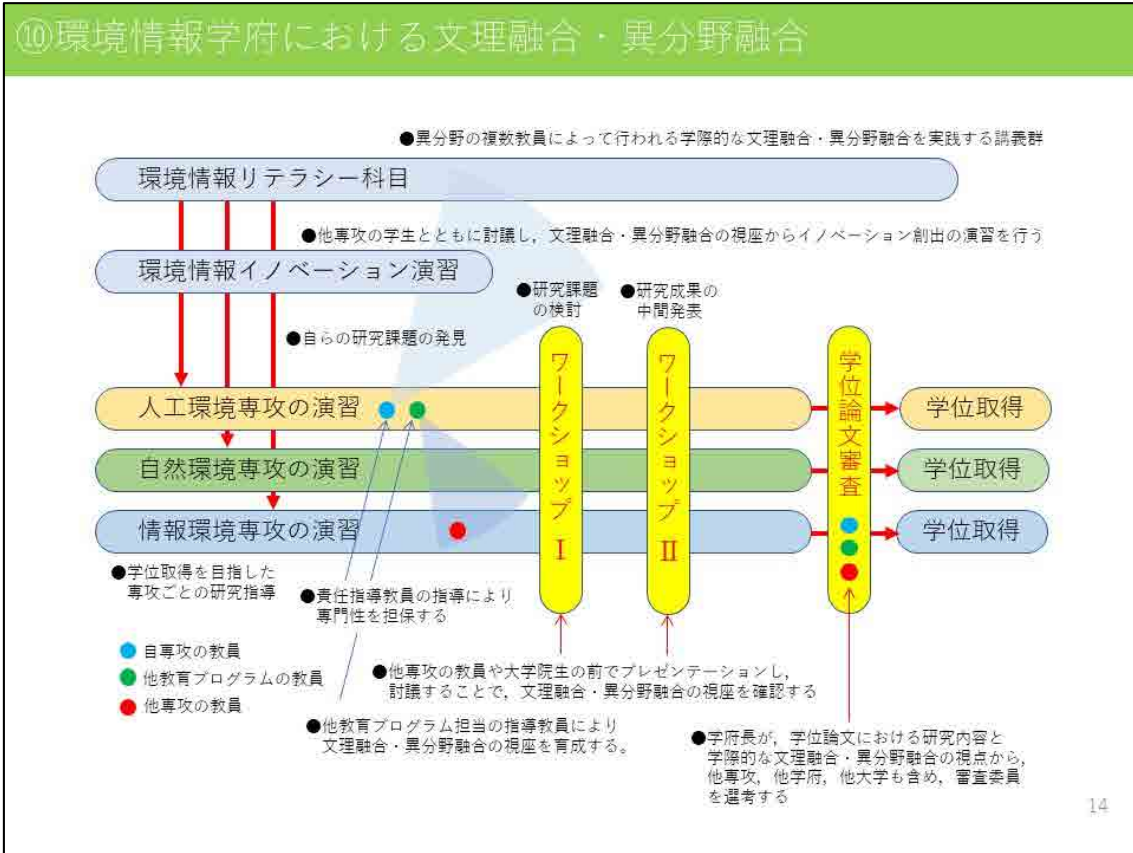 ⑩環境情報学府における文理融合・異分野融合
●異分野の複数教員によって行われる学際的な文理融合・異分野融合を実践する講義群
環境情報リテラシー科目
●他専攻の学生とともに討議し，文理融合・異分野融合の視座からイノベーション創出の演習を行う
環境情報イノベーション演習
●研究課題
の検討
●研究成果の
中間発表
●自らの研究課題の発見
ワークショップ Ⅰ
ワークショップ Ⅱ
学位論文審査
人工環境専攻の演習
学位取得
自然環境専攻の演習
学位取得
情報環境専攻の演習
学位取得
●学位取得を目指した
専攻ごとの研究指導
●責任指導教員の指導により
専門性を担保する
自専攻の教員
他教育プログラムの教員
他専攻の教員
●他専攻の教員や大学院生の前でプレゼンテーションし，
討議することで，文理融合・異分野融合の視座を確認する
●他教育プログラム担当の指導教員により
文理融合・異分野融合の視座を育成する。
●学府長が，学位論文における研究内容と
学際的な文理融合・異分野融合の視点から，
他専攻，他学府，他大学も含め，審査委員
を選考する
14